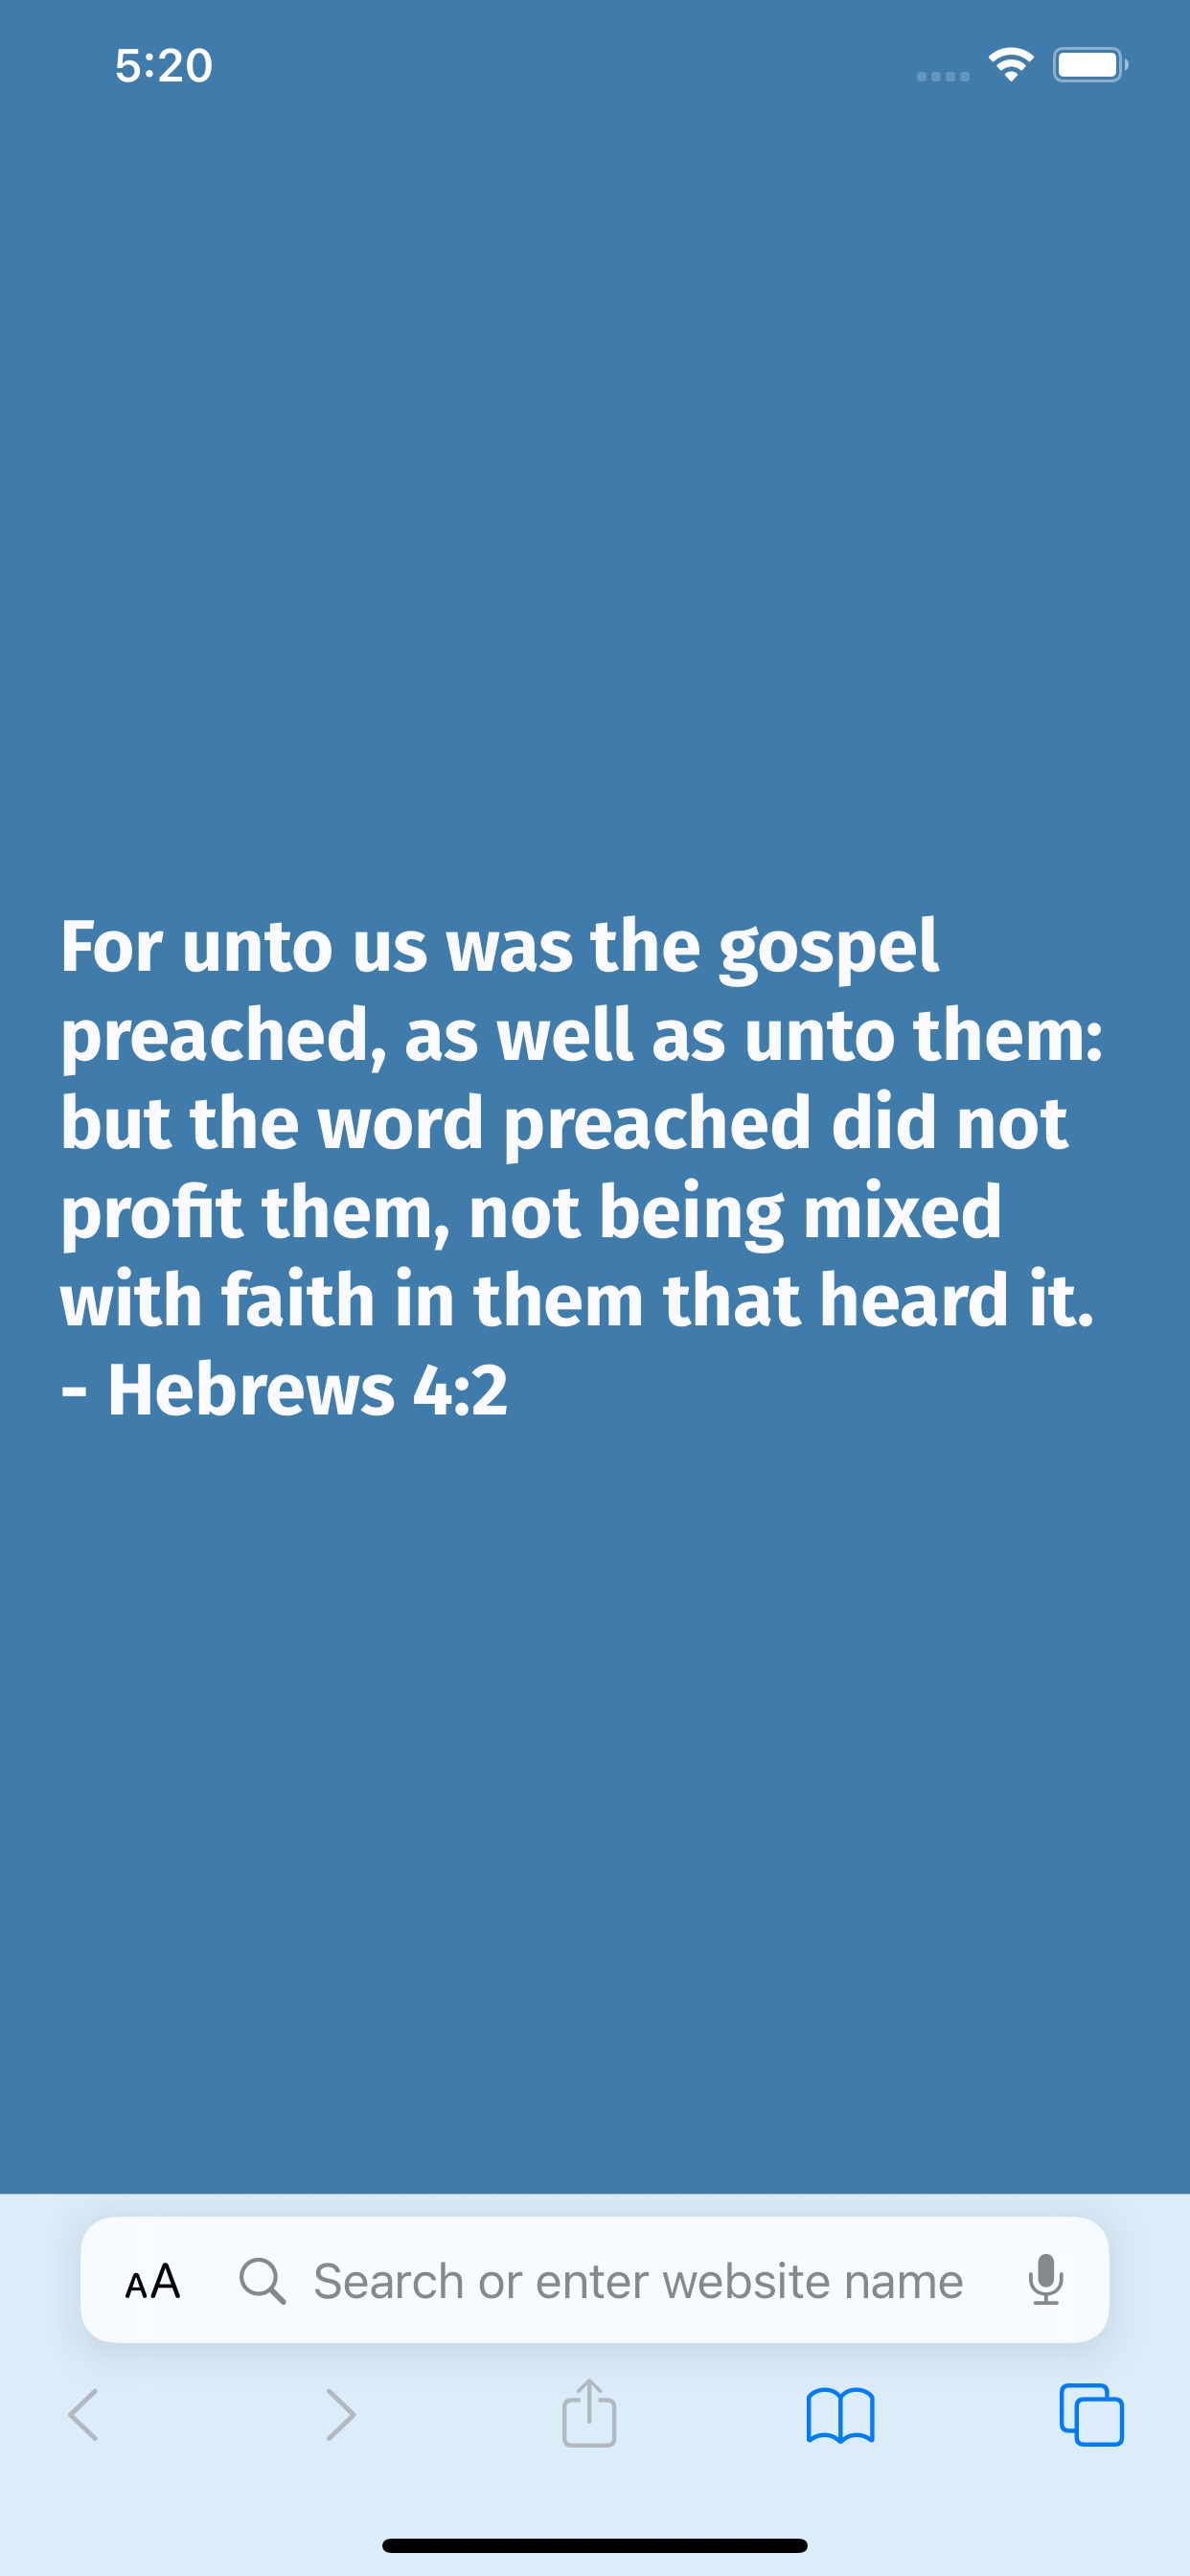 5:20
For unto us was the gospel
preached, as well as unto them:
but the word preached did not
profit them, not being mixed
with faith in them that heard it.
- Hebrews 4:2
AA Search or enter website name